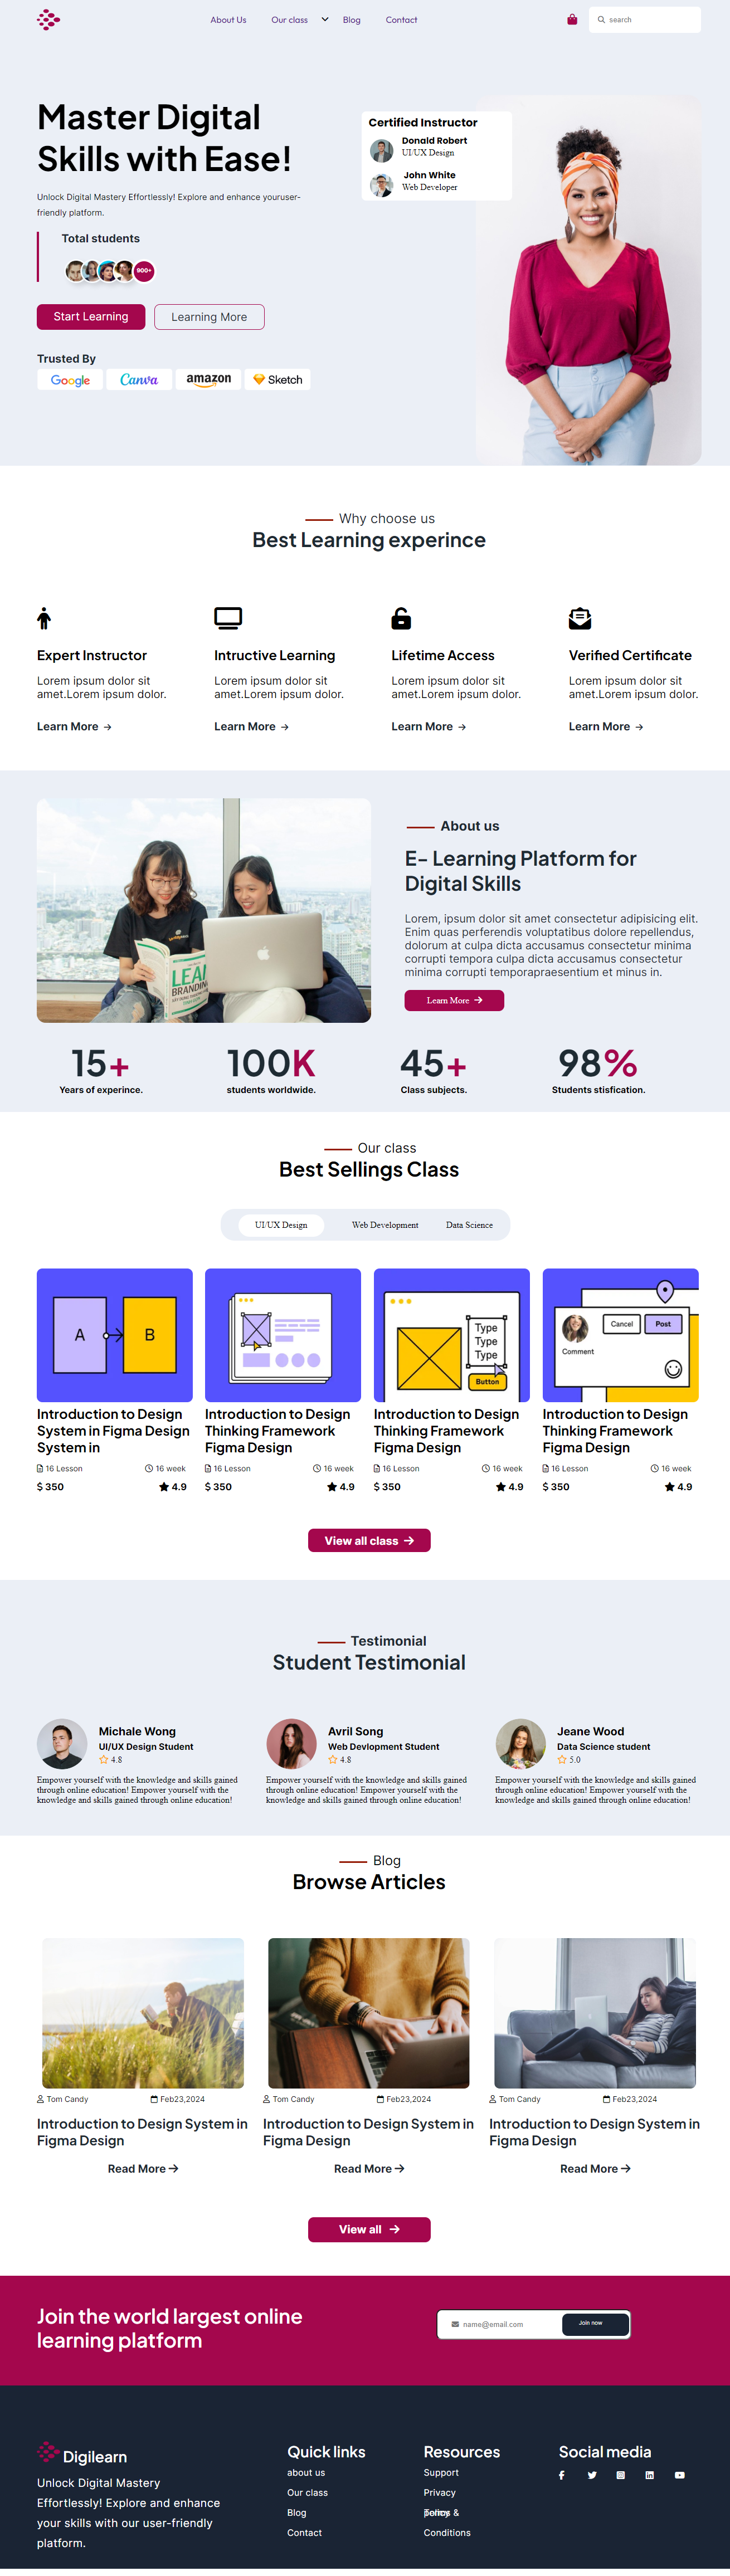 About Us
Our class
Blog
Contact
search
Master Digital
Skills with Ease!
Unlock Digital Mastery Effortlessly! Explore and enhance youruser-
friendly platform.
Total students
900+
Start Learning
Learning More
Trusted By
Google
Canva
amazon
Sketch
Certified Instructor
Donald Robert
UI/UX Design
John White
Web Developer
Why choose us
Best Learning experince
Expert Instructor
Lorem ipsum dolor sit
amet.Lorem ipsum dolor.
Learn More →
Intructive Learning
Lorem ipsum dolor sit
amet.Lorem ipsum dolor.
Learn More →
Lifetime Access
Lorem ipsum dolor sit
amet.Lorem ipsum dolor.
Learn More →
Verified Certificate
Lorem ipsum dolor sit
amet.Lorem ipsum dolor.
Learn More →
BRANDING
About us
E- Learning Platform for
Digital Skills
Lorem, ipsum dolor sit amet consectetur adipisicing elit.
Enim quas perferendis voluptatibus dolore repellendus,
dolorum at culpa dicta accusamus consectetur minima
corrupti tempora culpa dicta accusamus consectetur
minima corrupti temporapraesentium et minus in.
Learn More →
15+
Years of experince.
100K
students worldwide.
45+
Class subjects.
98%
Students stisfication.
Our class
Best Sellings Class
UI/UX Design
Web Development
Data Science
A
B
Introduction to Design
System in Figma Design
System in
16 Lesson
16 week
$ 350
4.9
Introduction to Design
Thinking Framework
Figma Design
16 Lesson
16 week
$ 350
4.9
Type
Type
Type
Button
Introduction to Design
Thinking Framework
Figma Design
16 Lesson
16 week
$ 350
4.9
Cancel
Post
Comment
Introduction to Design
Thinking Framework
Figma Design
16 Lesson
16 week
$ 350
4.9
View all class →
Testimonial
Student Testimonial
Michale Wong
UI/UX Design Student
4.8
Empower yourself with the knowledge and skills gained
through online education! Empower yourself with the
knowledge and skills gained through online education!
Avril Song
Web Devlopment Student
4.8
Empower yourself with the knowledge and skills gained
through online education! Empower yourself with the
knowledge and skills gained through online education!
Jeane Wood
Data Science student
5.0
Empower yourself with the knowledge and skills gained
through online education! Empower yourself with the
knowledge and skills gained through online education!
Blog
Browse Articles
Tom Candy
Feb23,2024
Introduction to Design System in
Figma Design
Read More →
Tom Candy
Feb23,2024
Introduction to Design System in
Figma Design
Read More →
Tom Candy
Feb23,2024
Introduction to Design System in
Figma Design
Read More →
View all →
Join the world largest online
learning platform
name@email.com
Join now
Digilearn
Unlock Digital Mastery
Effortlessly! Explore and enhance
your skills with our user-friendly
platform.
Quick links
about us
Our class
Blog
Contact
Resources
Support
Privacy
&
Conditions
Social media